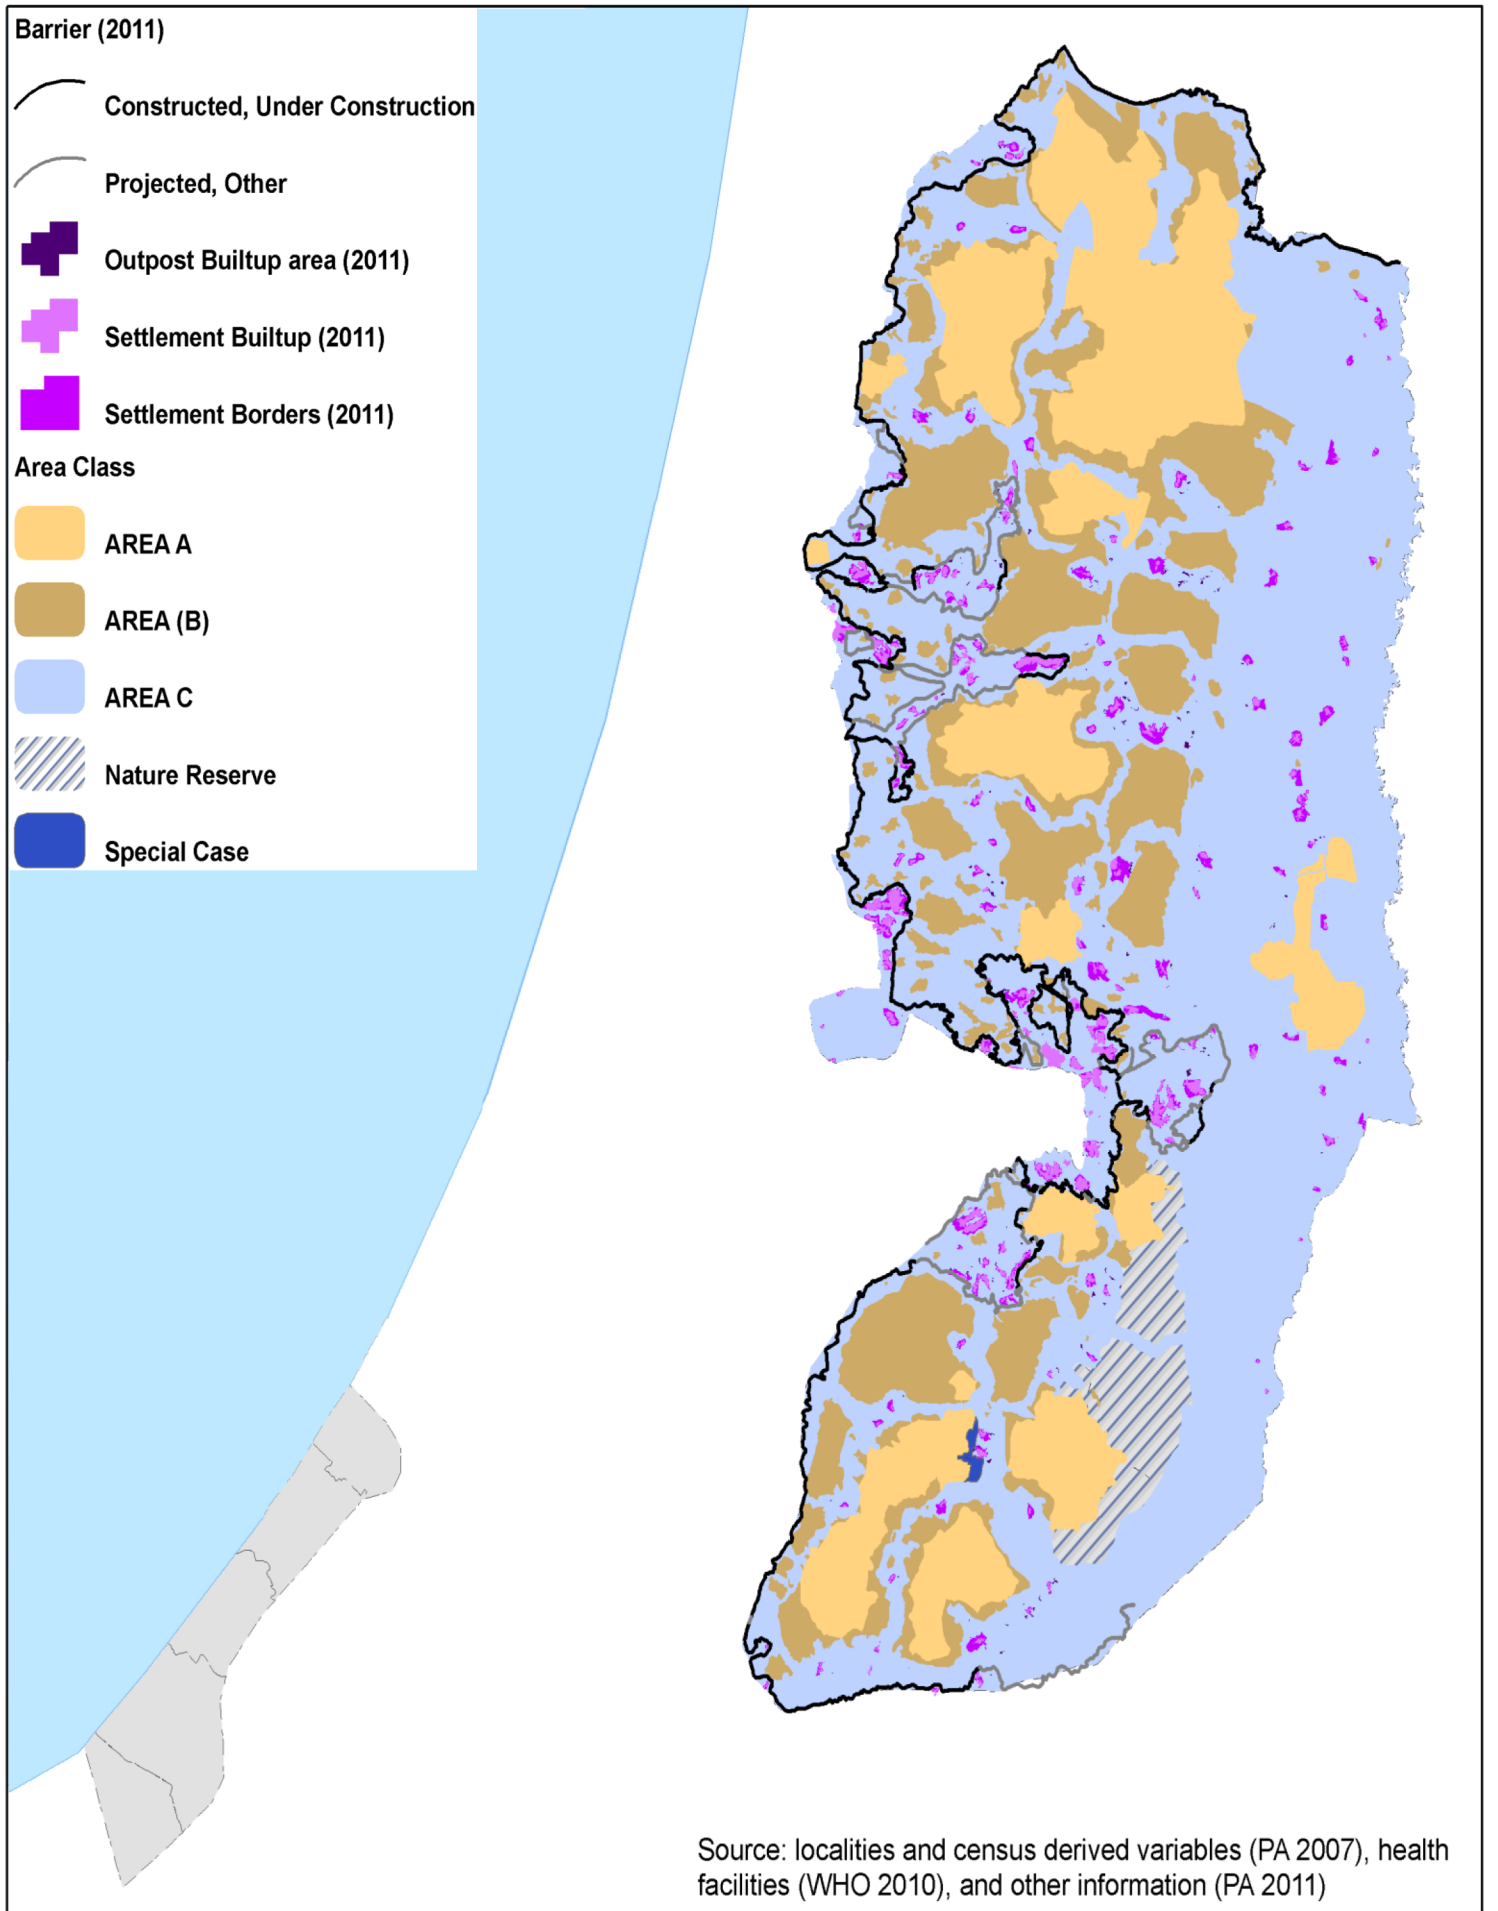 Barrier (2011)
Constructed, Under Construction
Projected, Other
Outpost Builtup area (2011)
Settlement Builtup (2011)
Settlement Borders (2011)
Area Class
AREA A
AREA (B)
AREA C
Nature Reserve
Special Case
Source: localities and census derived variables (PA 2007), health
facilities (WHO 2010), and other information (PA 2011)